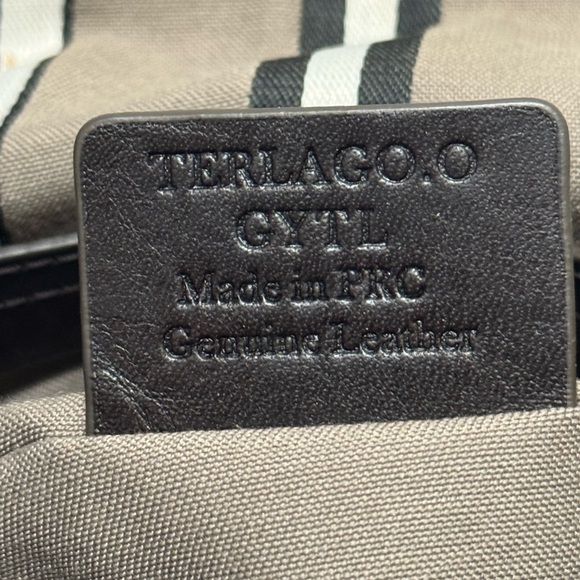 TERLAGO.O
GYTL
Made in PRC
Genuine Leather